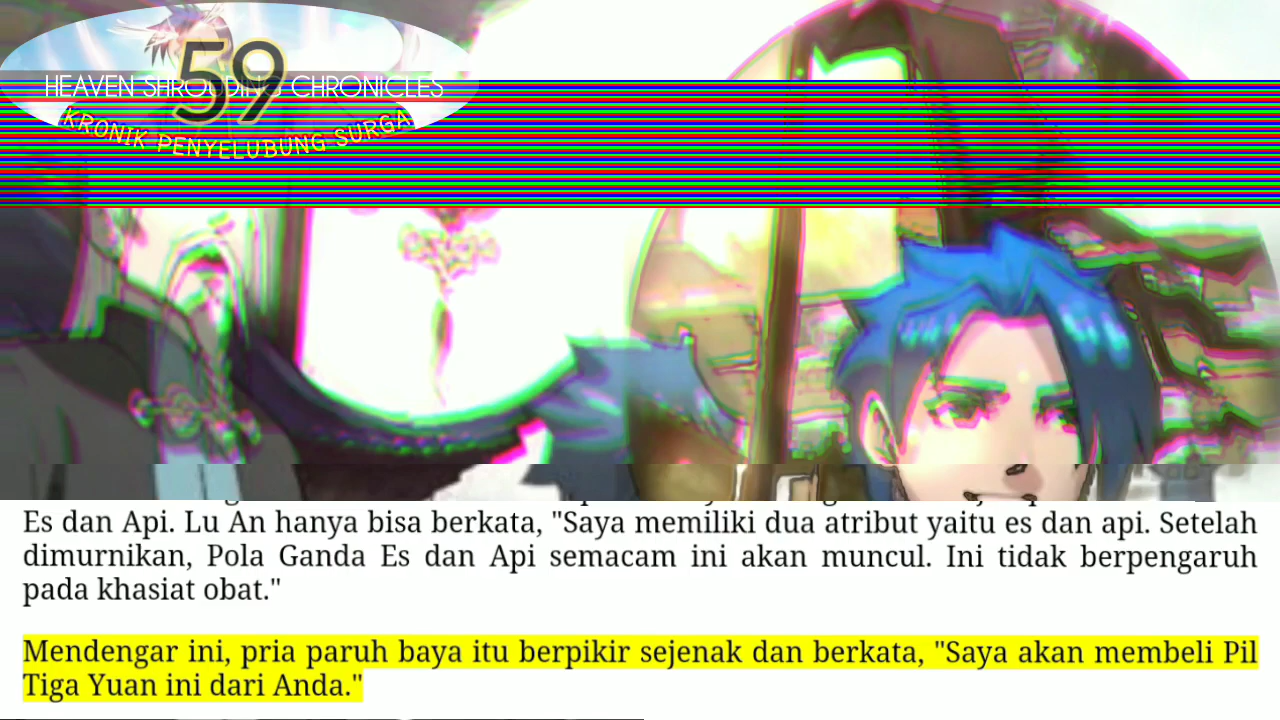 59
HEAVEN SHROUDING CHRONICLES
KRONIK PENYELUBUNG SURGA
Es dan Api. Lu An hanya bisa berkata, "Saya memiliki dua atribut yaitu es dan api. Setelah
dimurnikan, Pola Ganda Es dan Api semacam ini akan muncul. Ini tidak berpengaruh
pada khasiat obat."
Mendengar ini, pria paruh baya itu berpikir sejenak dan berkata, "Saya akan membeli Pil
Tiga Yuan ini dari Anda."